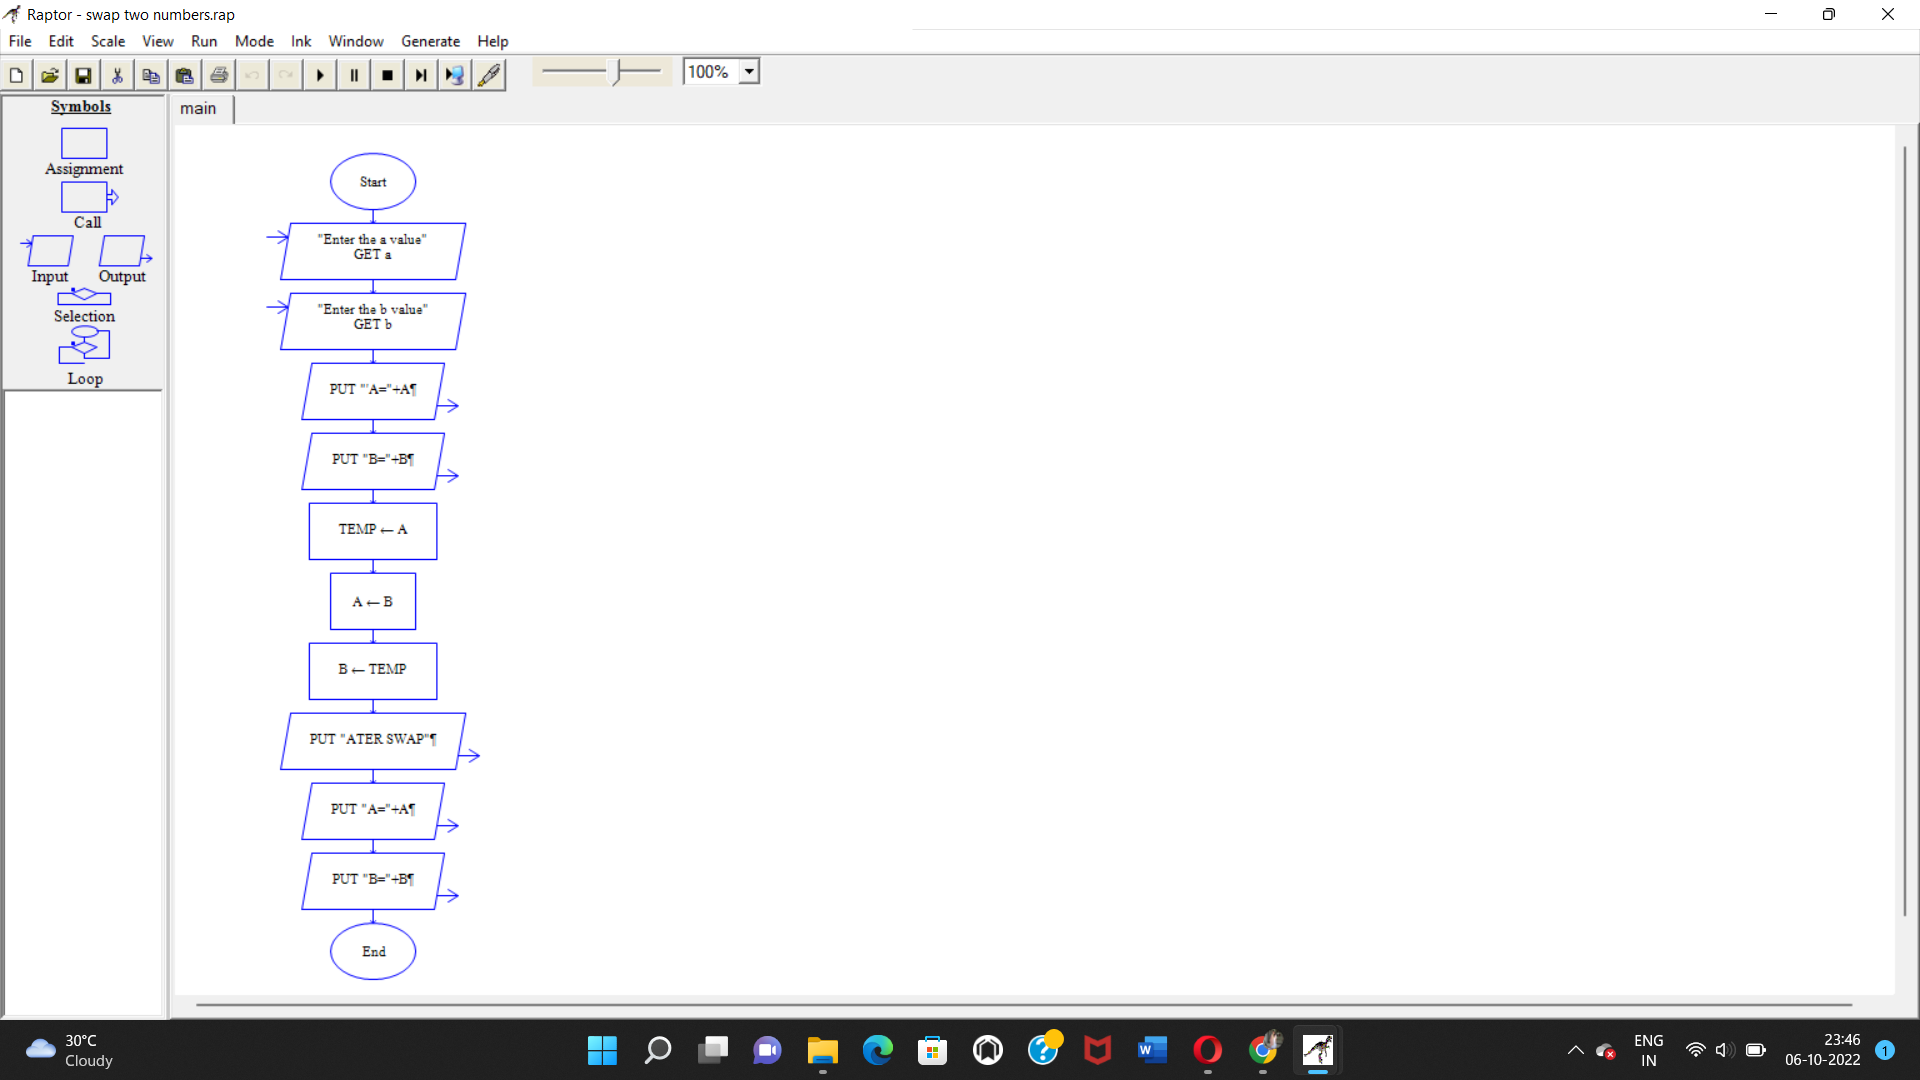 Raptor - swap two numbers.rap
File Edit Scale View Run Mode Ink Window Generate Help
100%
Symbols
Assignment
Call
Input Output
Selection
Loop
main
Start
"Enter the a value"
GET a
"Enter the b value"
GET b
PUT "'A="+A¶
PUT "B="+B¶
TEMP ← A
A ← B
B ← TEMP
PUT "ATER SWAP"¶
PUT "A="+A¶
PUT "B="+B¶
End
30°C
Cloudy
ENG
IN
23:46
06-10-2022
1